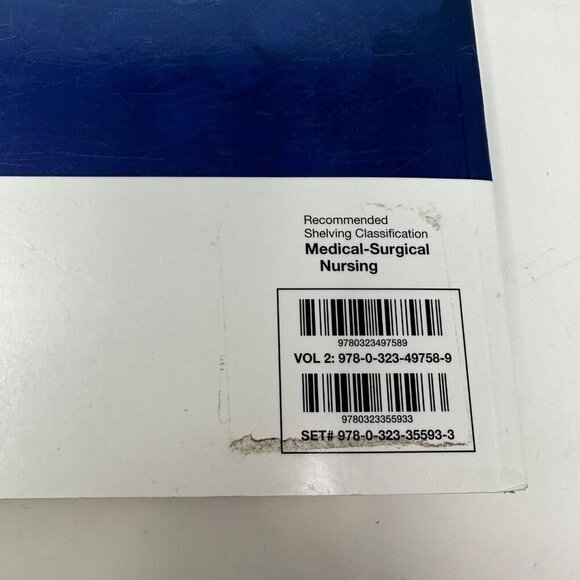 Recommended
Shelving Classification
Medical-Surgical
Nursing
9780323497589
VOL 2: 978-0-323-49758-9
9780323355933
SET# 978-0-323-35593-3